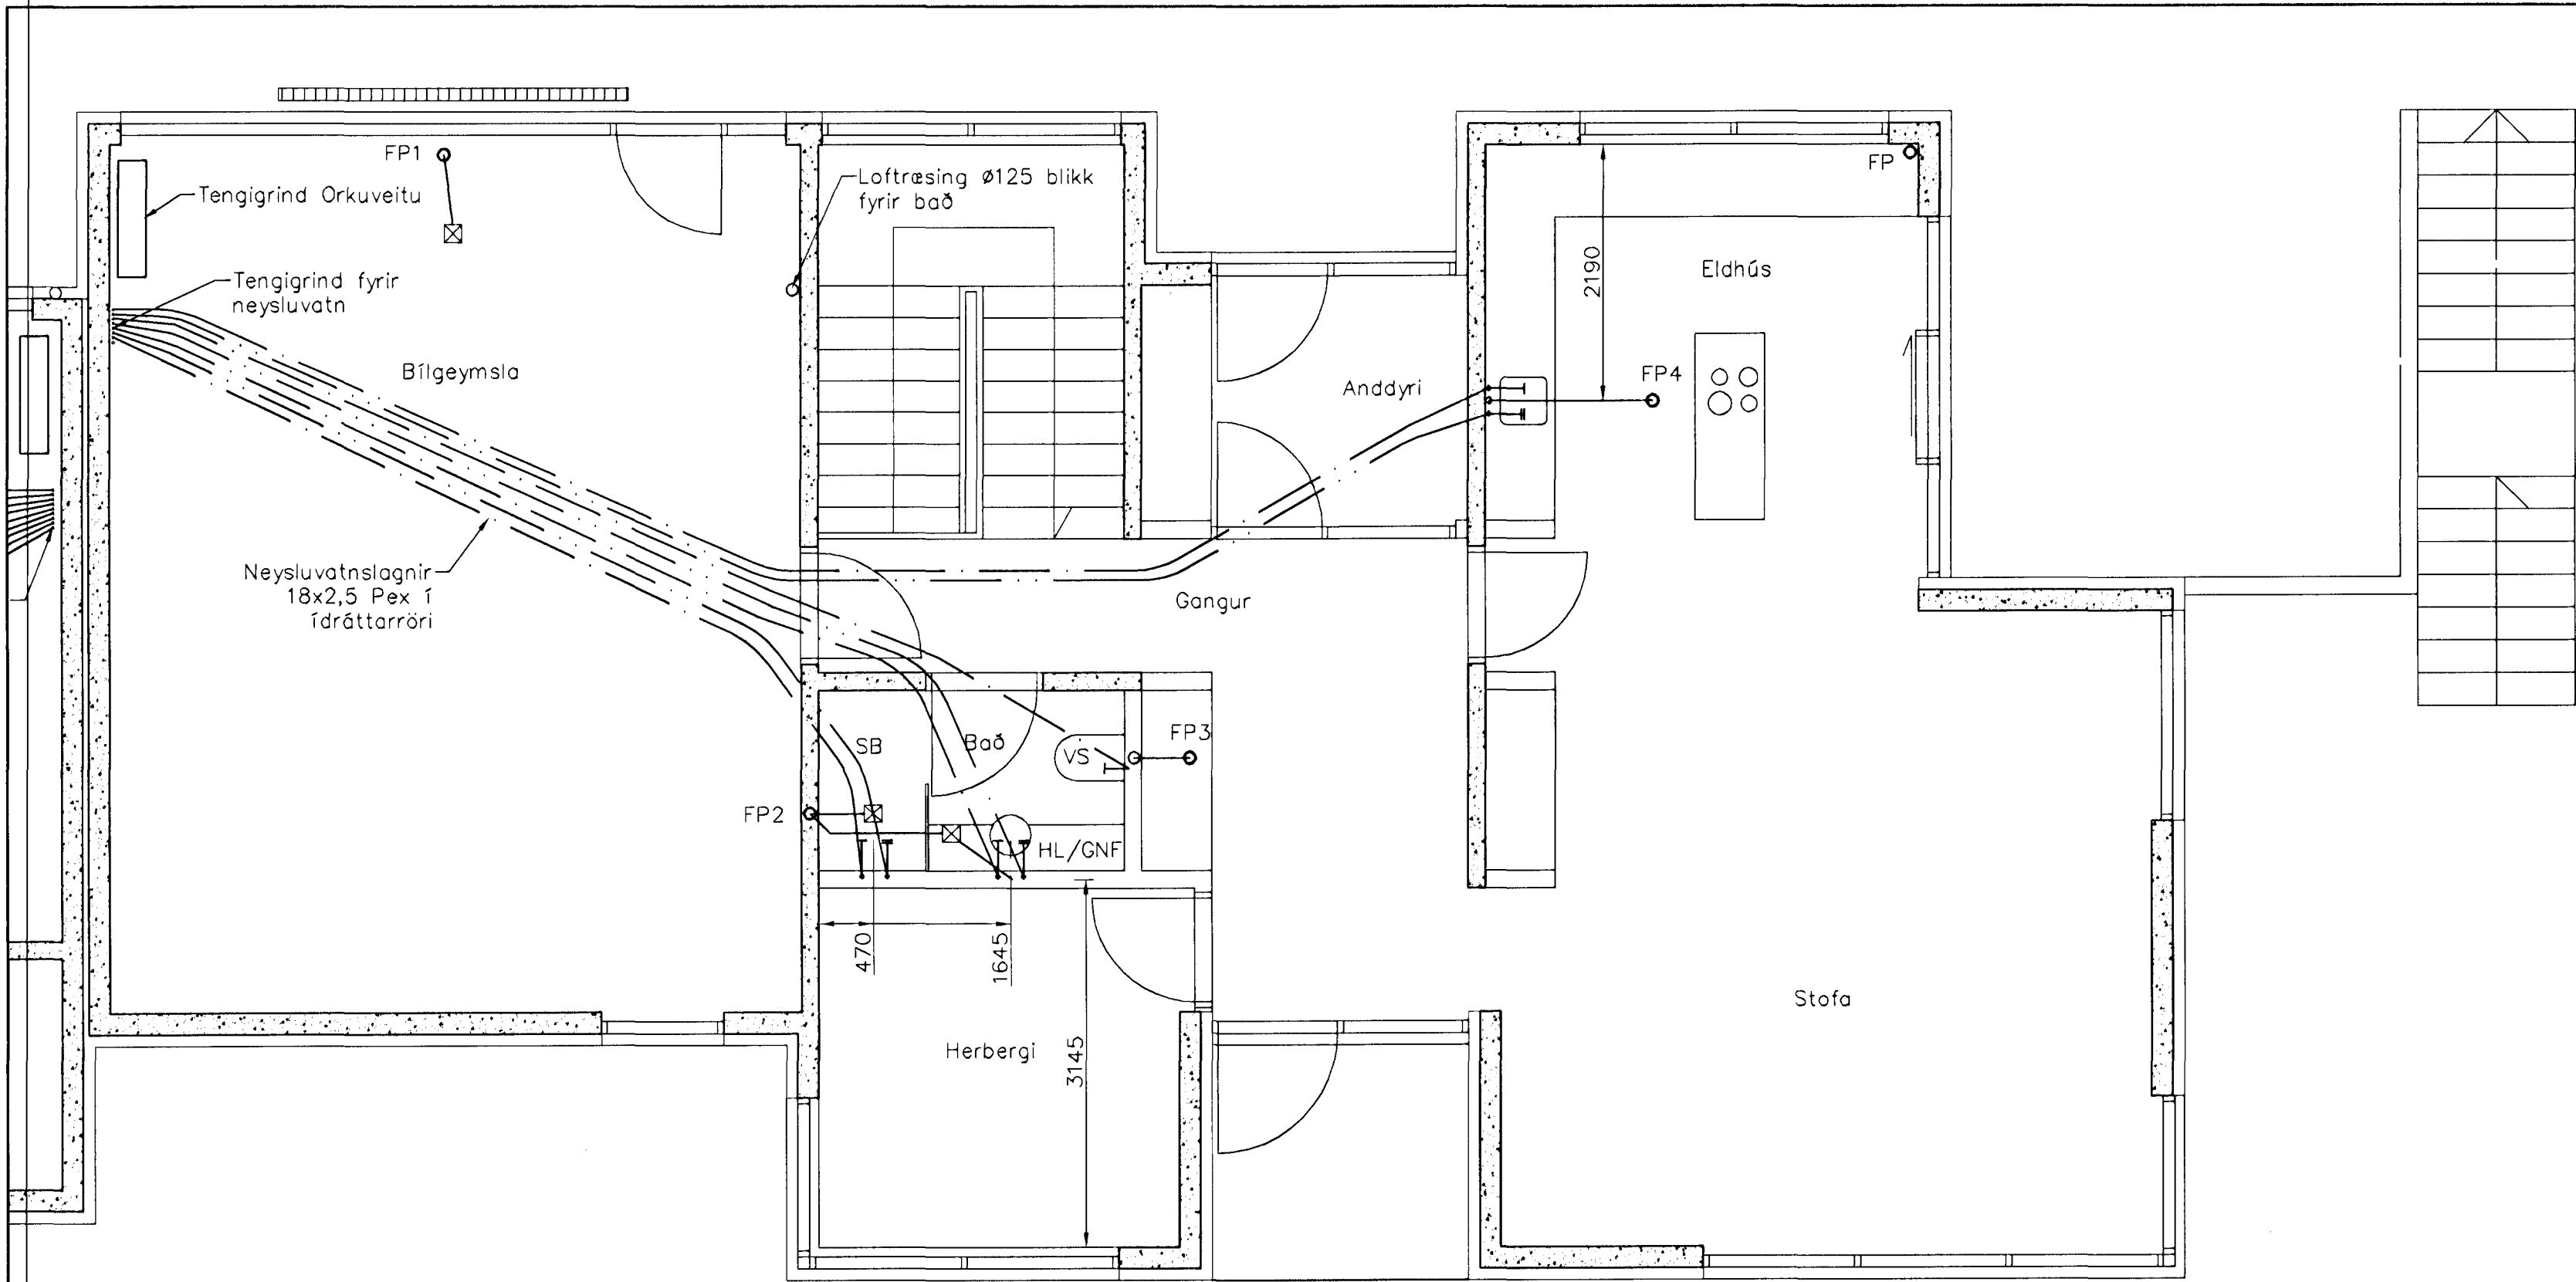 FP1
Tengigrind Orkuveitu
Loftræsing ø125 blikk
fyrir bað
FP
Tengigrind fyrir
neysluvatn
Eldhús
2190
Bílgeymsla
Anddyri
FP4
Neysluvatnslagnir
18x2,5 Pex í
ídráttarröri
Gangur
SB
Bað
VS
FP3
FP2
HL/GNF
470
1645
3145
Herbergi
Stofa